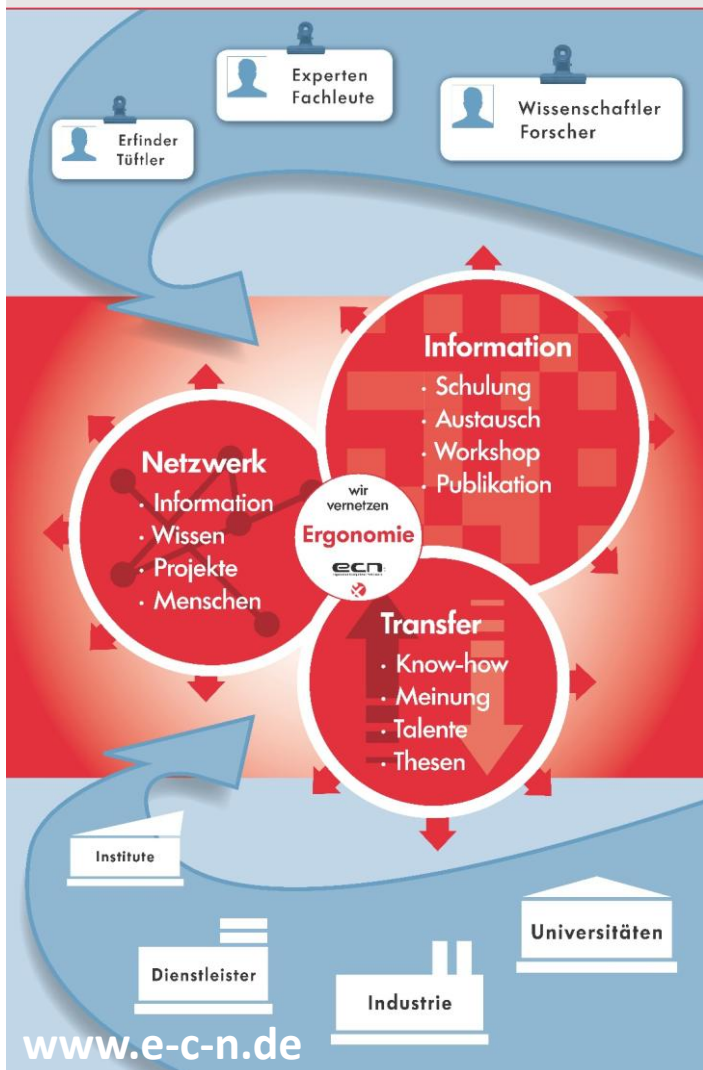 Experten
Fachleute
Wissenschaftler
Forscher
Erfinder
Tüftler
Information
· Schulung
· Austausch
· Workshop
· Publikation
Netzwerk
· Information
· Wissen
· Projekte
· Menschen
wir
vernetzen
Ergonomie
ecn
Transfer
· Know-how
· Meinung
· Talente
· Thesen
Institute
Universitäten
Dienstleister
Industrie
www.e-c-n.de